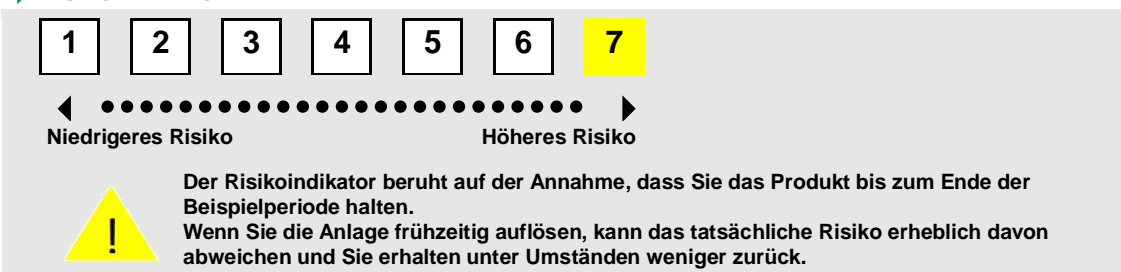 1 2 3 4 5 6 7
Niedrigeres Risiko Höheres Risiko
Der Risikoindikator beruht auf der Annahme, dass Sie das Produkt bis zum Ende der
Beispielperiode halten.
Wenn Sie die Anlage frühzeitig auflösen, kann das tatsächliche Risiko erheblich davon
abweichen und Sie erhalten unter Umständen weniger zurück.
!